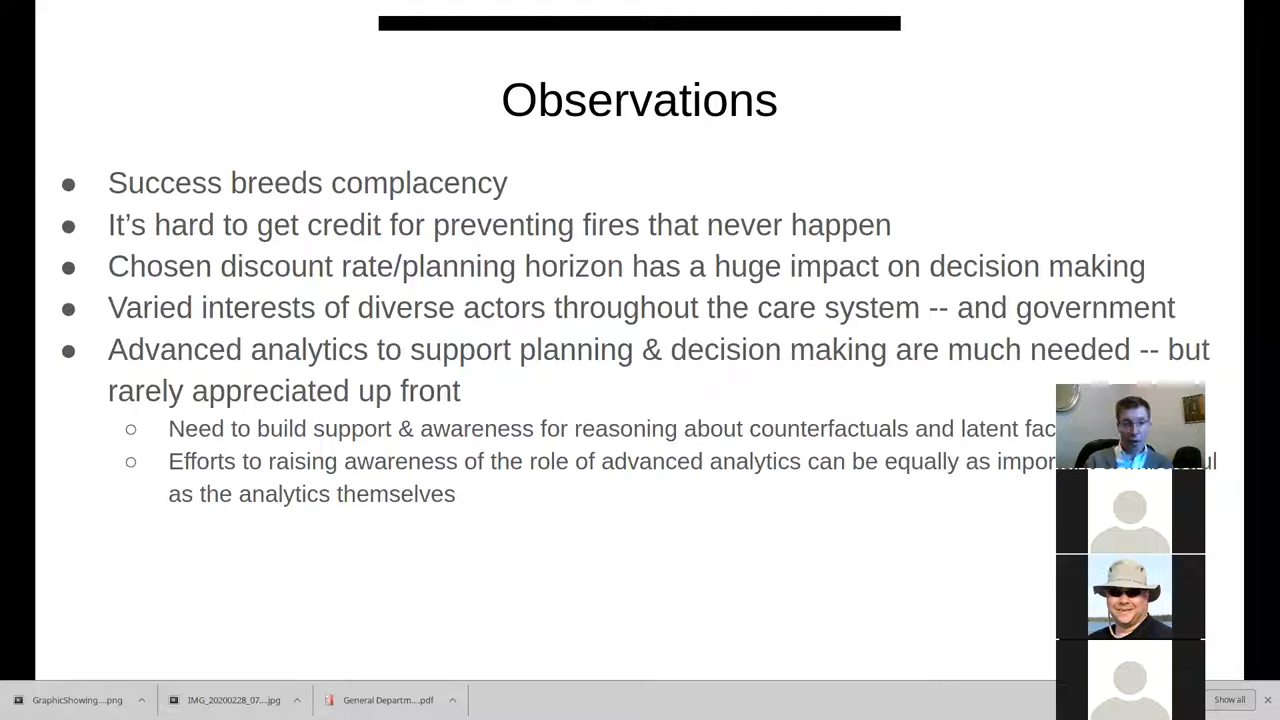 Observations
● Success breeds complacency
● It’s hard to get credit for preventing fires that never happen
● Chosen discount rate/planning horizon has a huge impact on decision making
● Varied interests of diverse actors throughout the care system -- and government
● Advanced analytics to support planning & decision making are much needed -- but
rarely appreciated up front
○ Need to build support & awareness for reasoning about counterfactuals and latent fac
○ Efforts to raising awareness of the role of advanced analytics can be equally as
as the analytics themselves
GraphicShowing....png
IMG_20200228_07...jpg
General Departm....pdf
Show all